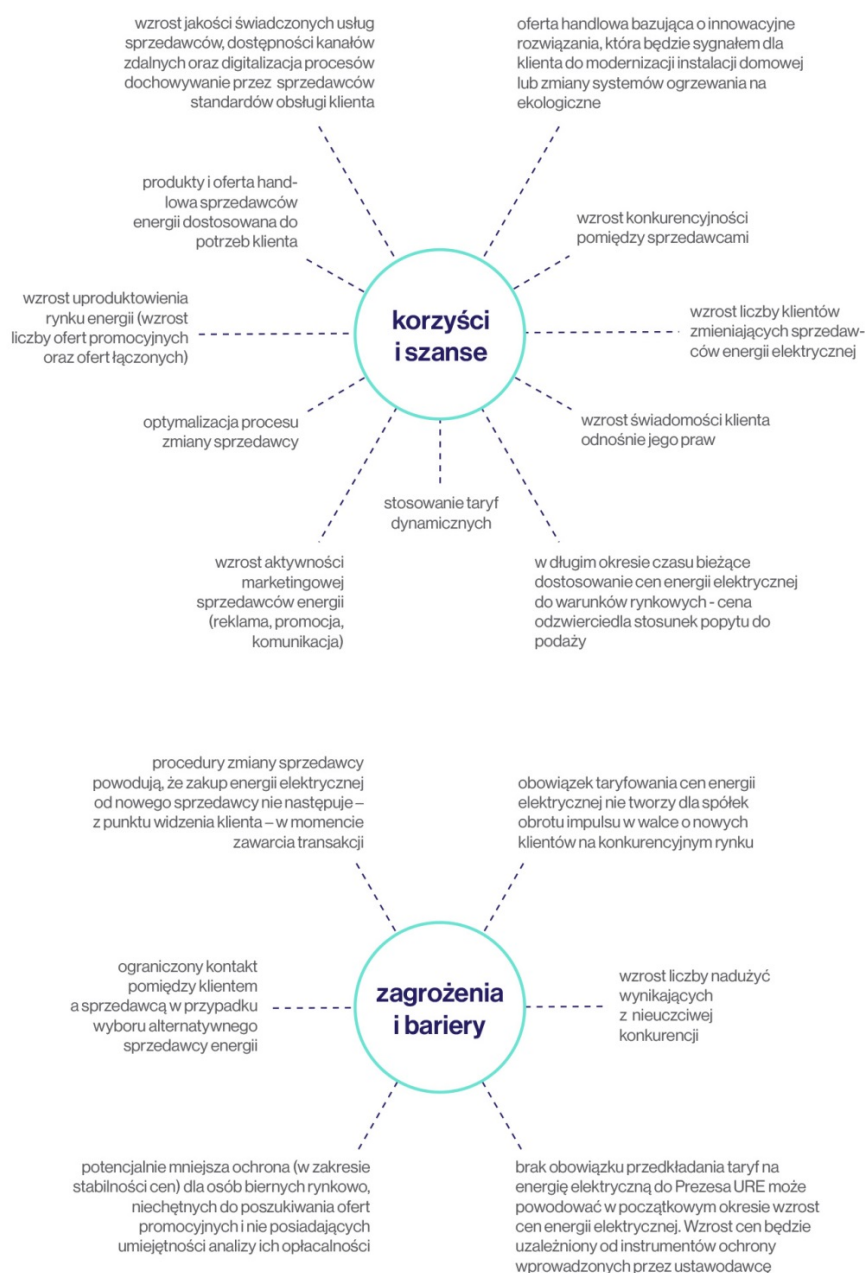 wzrost jakości świadczonych usług
sprzedawców, dostępności kanałów
zdalnych oraz digitalizacja procesów
dochowywanie przez sprzedawców
standardów obsługi klienta
oferta handlowa bazująca o innowacyjne
rozwiązania, która będzie sygnałem dla
klienta do modernizacji instalacji domowej
lub zmiany systemów ogrzewania na
ekologiczne
produkty i oferta hand-
lowa sprzedawców
energii dostosowana do
potrzeb klienta
wzrost konkurencyjności
pomiędzy sprzedawcami
wzrost uproduktowienia
rynku energii (wzrost
liczby ofert promocyjnych
oraz ofert łączonych)
korzyści
i szanse
wzrost liczby klientów
zmieniających sprzedaw-
ców energii elektrycznej
optymalizacja procesu
zmiany sprzedawcy
wzrost świadomości klienta
odnośnie jego praw
stosowanie taryf
dynamicznych
wzrost aktywności
marketingowej
sprzedawców energii
(reklama, promocja,
komunikacja)
w długim okresie czasu bieżące
dostosowanie cen energii elektrycznej
do warunków rynkowych - cena
odzwierciedla stosunek popytu do
podaży
procedury zmiany sprzedawcy
powodują, że zakup energii elektrycznej
od nowego sprzedawcy nie następuje –
z punktu widzenia klienta – w momencie
zawarcia transakcji
obowiązek taryfowania cen energii
elektrycznej nie tworzy dla spółek
obrotu impulsu w walce o nowych
klientów na konkurencyjnym rynku
ograniczony kontakt
pomiędzy klientem
a sprzedawcą w przypadku
wyboru alternatywnego
sprzedawcy energii
zagrożenia
i bariery
wzrost liczby nadużyć
wynikających
z nieuczciwej
konkurencji
potencjalnie mniejsza ochrona (w zakresie
stabilności cen) dla osób biernych rynkowo,
niechętnych do poszukiwania ofert
promocyjnych i nie posiadających
umiejętności analizy ich opłacalności
brak obowiązku przedkładania taryf na
energię elektryczną do Prezesa URE może
powodować w początkowym okresie wzrost
cen energii elektrycznej. Wzrost cen będzie
uzależniony od instrumentów ochrony
wprowadzonych przez ustawodawcę